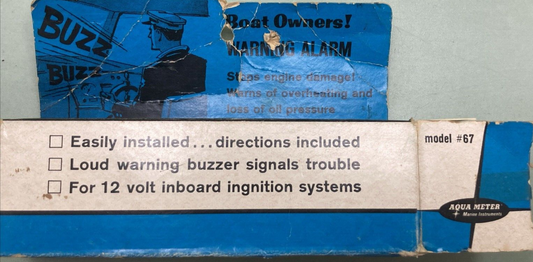 BUZZ
BUZZ
Boat Owners!
WARNING ALARM
Stops engine damage!
Warns of overheating and
loss of oil pressure
☐ Easily installed...directions included
☐ Loud warning buzzer signals trouble
☐ For 12 volt inboard ingnition systems
model #67
AQUA METER
Marine Instruments